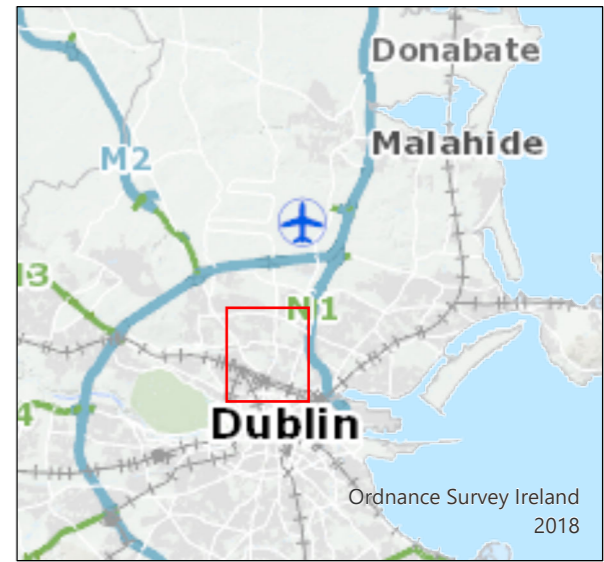 Donabate
M2
Malahide
N1
Dublin
Ordnance Survey Ireland
2018